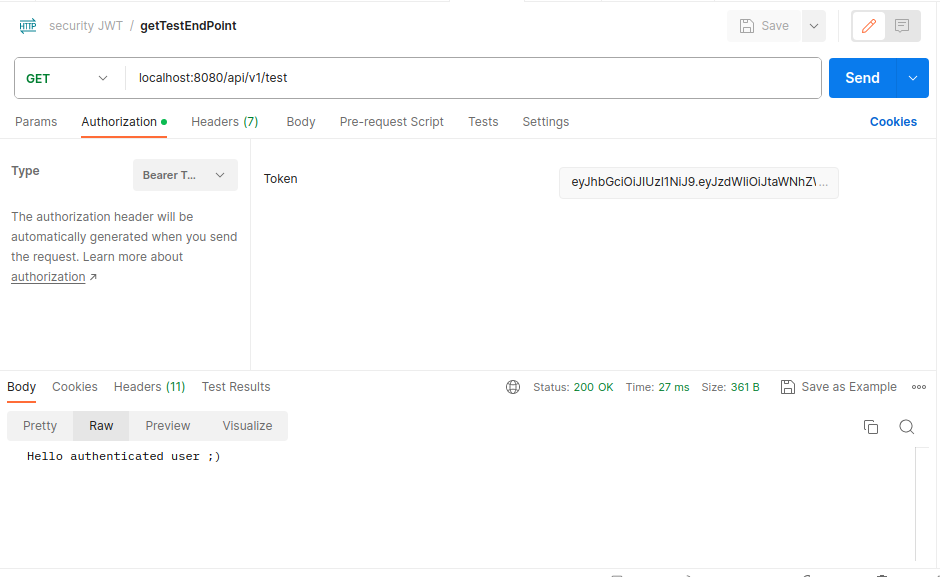 HTTP security JWT / getTestEndPoint Save
GET localhost:8080/api/v1/test Send
Params Authorization Headers (7) Body Pre-request Script Tests Settings Cookies
Type Bearer T... Token eyJhbGciOiJIUzI1NiJ9.eyJzdWIiOiJtaWNhZ\ ...
The authorization header will be
automatically generated when you send
the request. Learn more about
authorization ↗
Body Cookies Headers (11) Test Results Status: 200 OK Time: 27 ms Size: 361 B Save as Example
Pretty Raw Preview Visualize
Hello authenticated user ;)